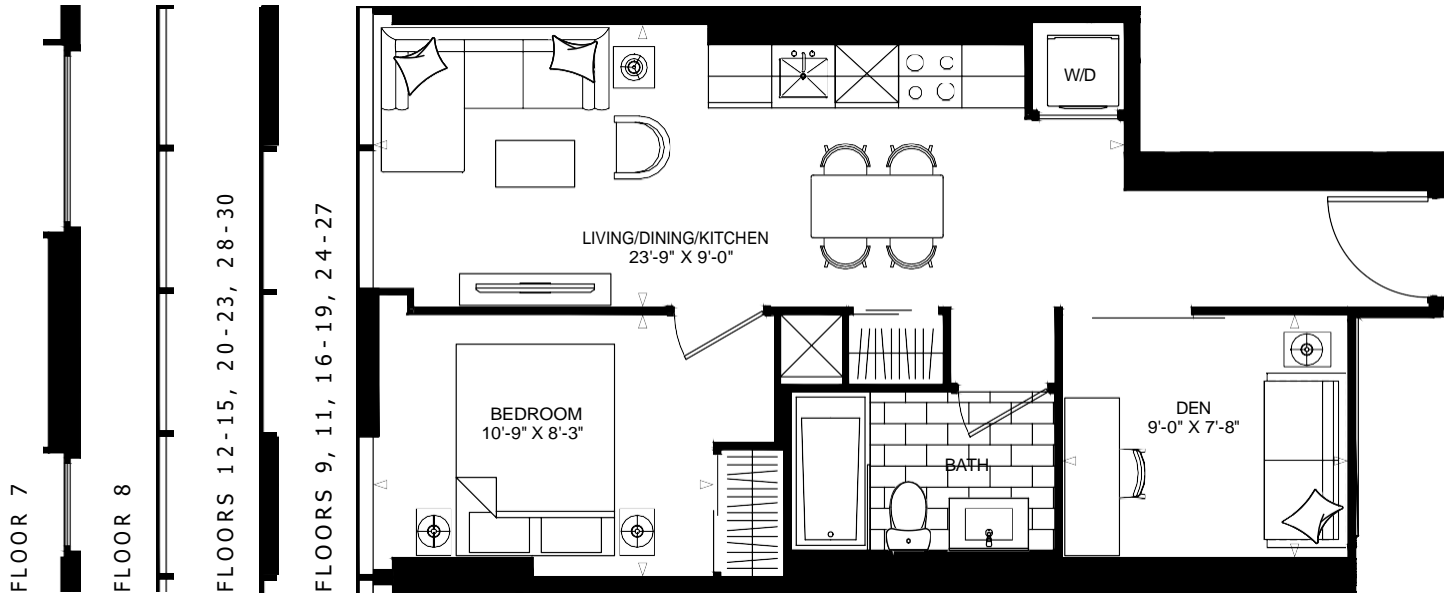 FLOOR 7
FLOOR 8
FLOORS 12-15, 20-23, 28-30
FLOORS 9, 11, 16-19, 24-27
W/D
LIVING/DINING/KITCHEN
23'-9" X 9'-0"
BEDROOM
10'-9" X 8'-3"
BATH
DEN
9'-0" X 7'-8"